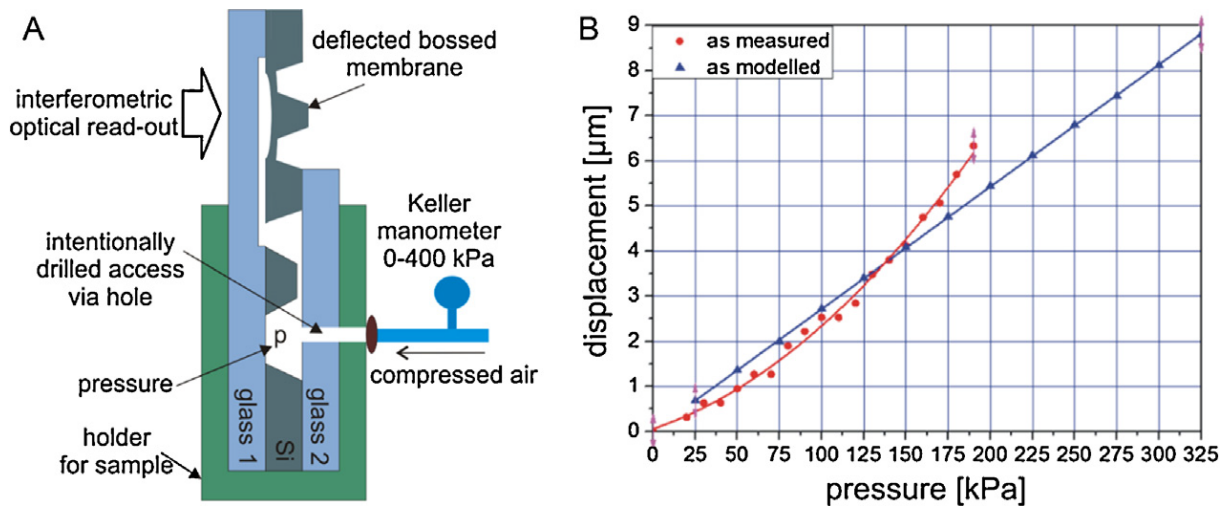 A
deflected bossed
membrane
interferometric
optical read-out
Keller
manometer
0-400 kPa
intentionally
drilled access
via hole
p
compressed air
pressure
glass 1
Si
glass 2
holder
for sample
B
9
8
7
6
5
4
3
2
1
0
displacement [µm]
as measured
as modelled
0 25 50 75 100 125 150 175 200 225 250 275 300 325
pressure [kPa]